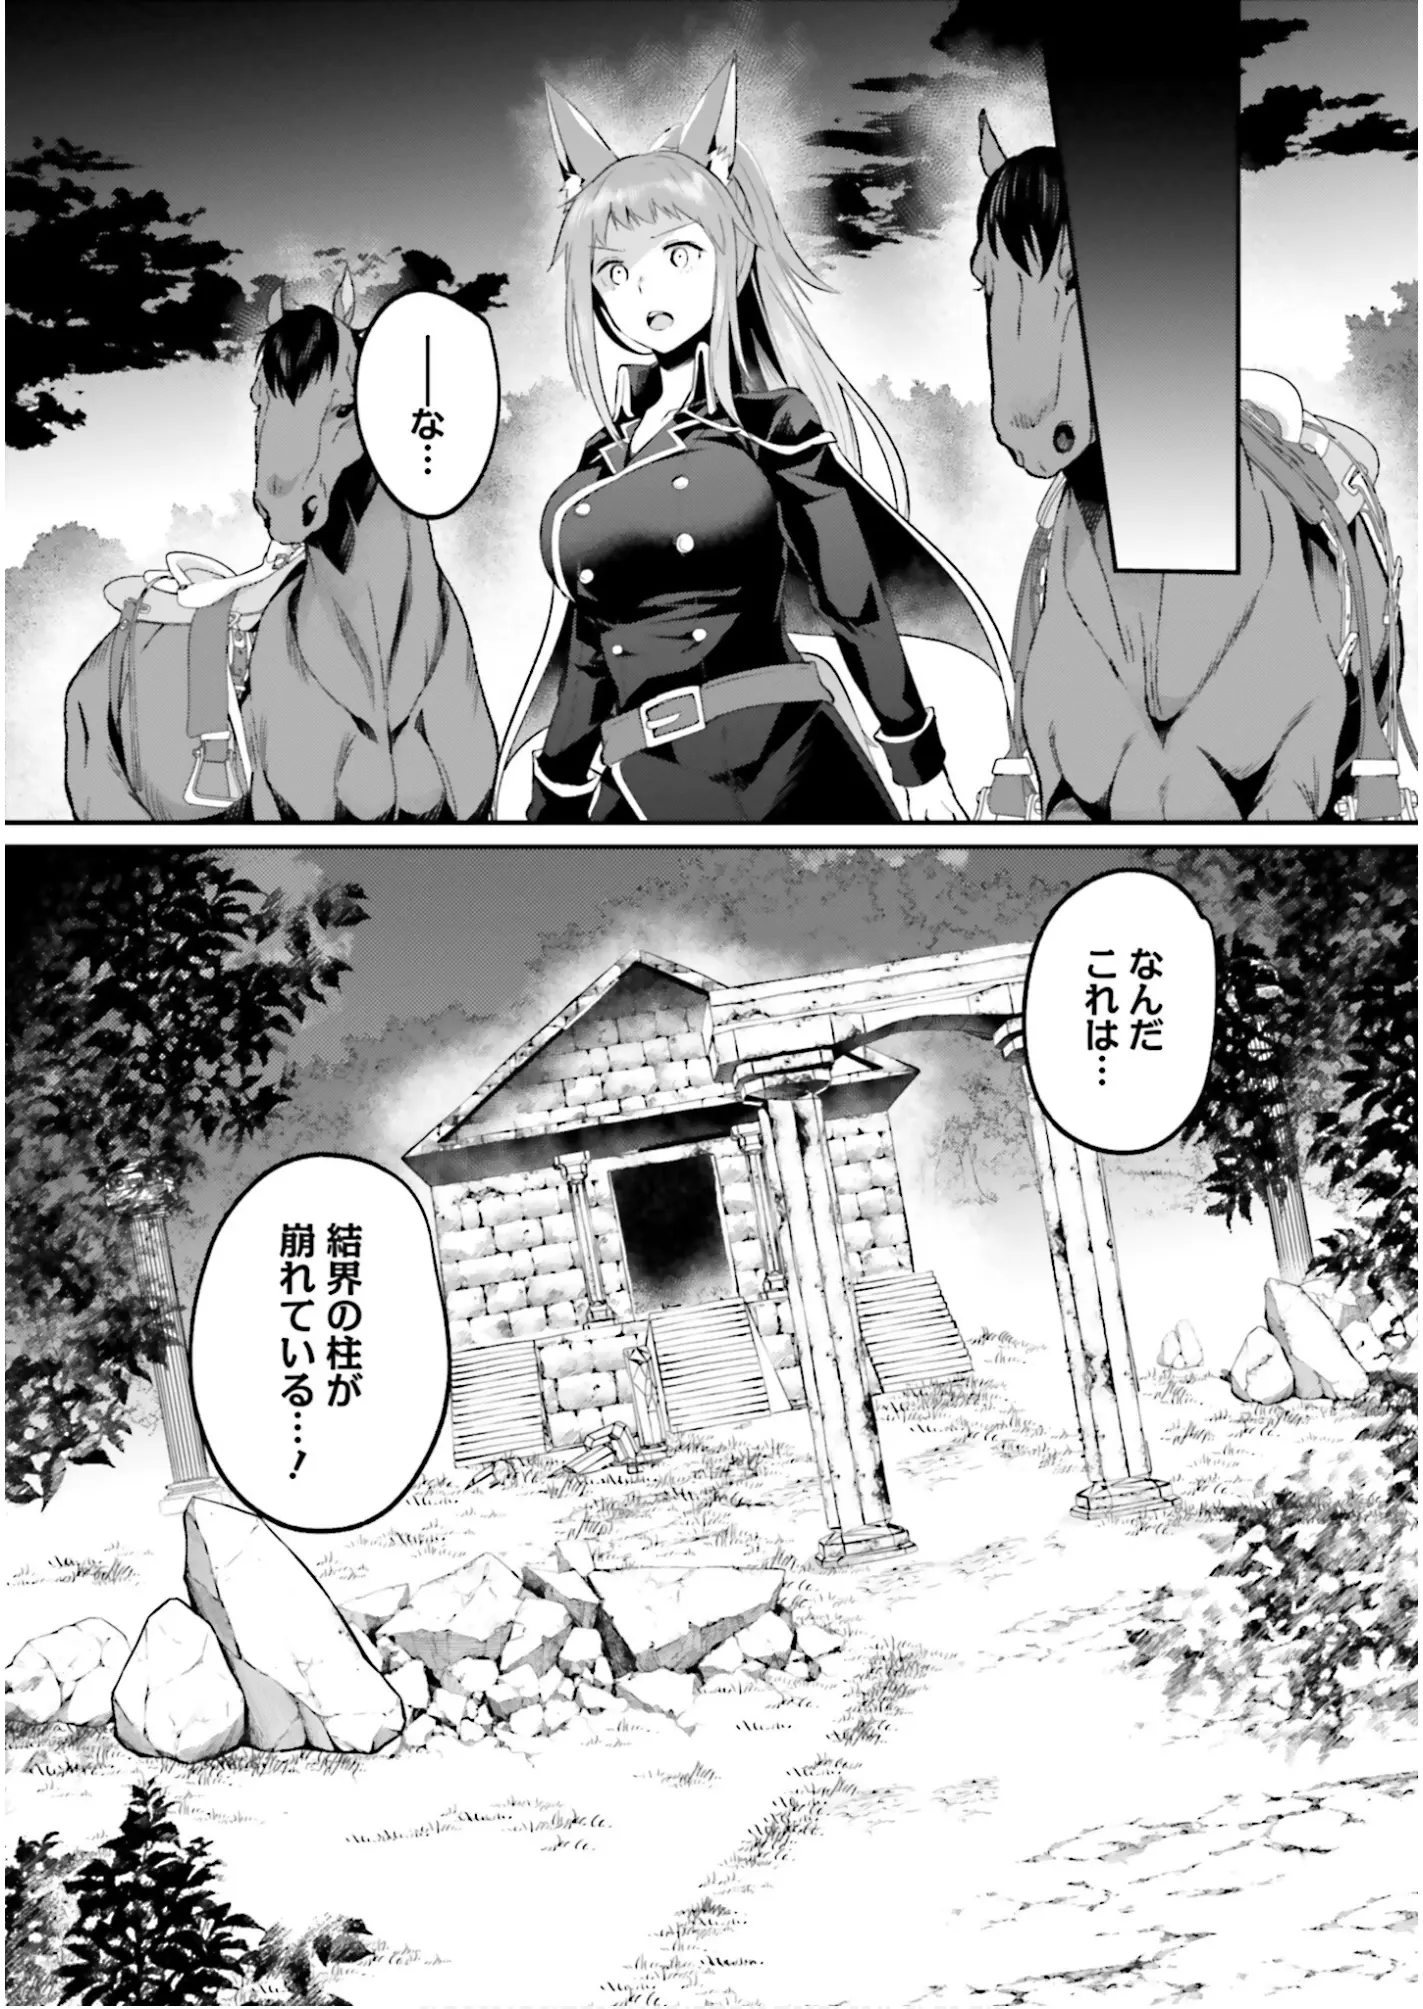 ――な…
なんだ
これは…
結界の柱が
崩れている…！